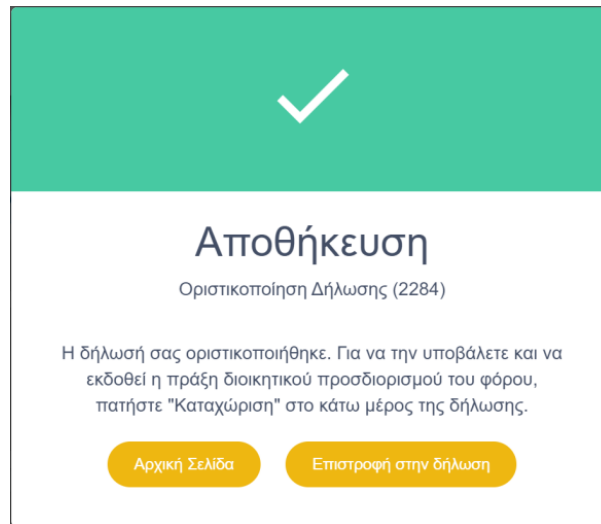 Αποθήκευση
Οριστικοποίηση Δήλωσης (2284)
Η δήλωσή σας οριστικοποιήθηκε. Για να την υποβάλετε και να
εκδοθεί η πράξη διοικητικού προσδιορισμού του φόρου,
πατήστε "Καταχώριση" στο κάτω μέρος της δήλωσης.
Αρχική Σελίδα
Επιστροφή στην δήλωση